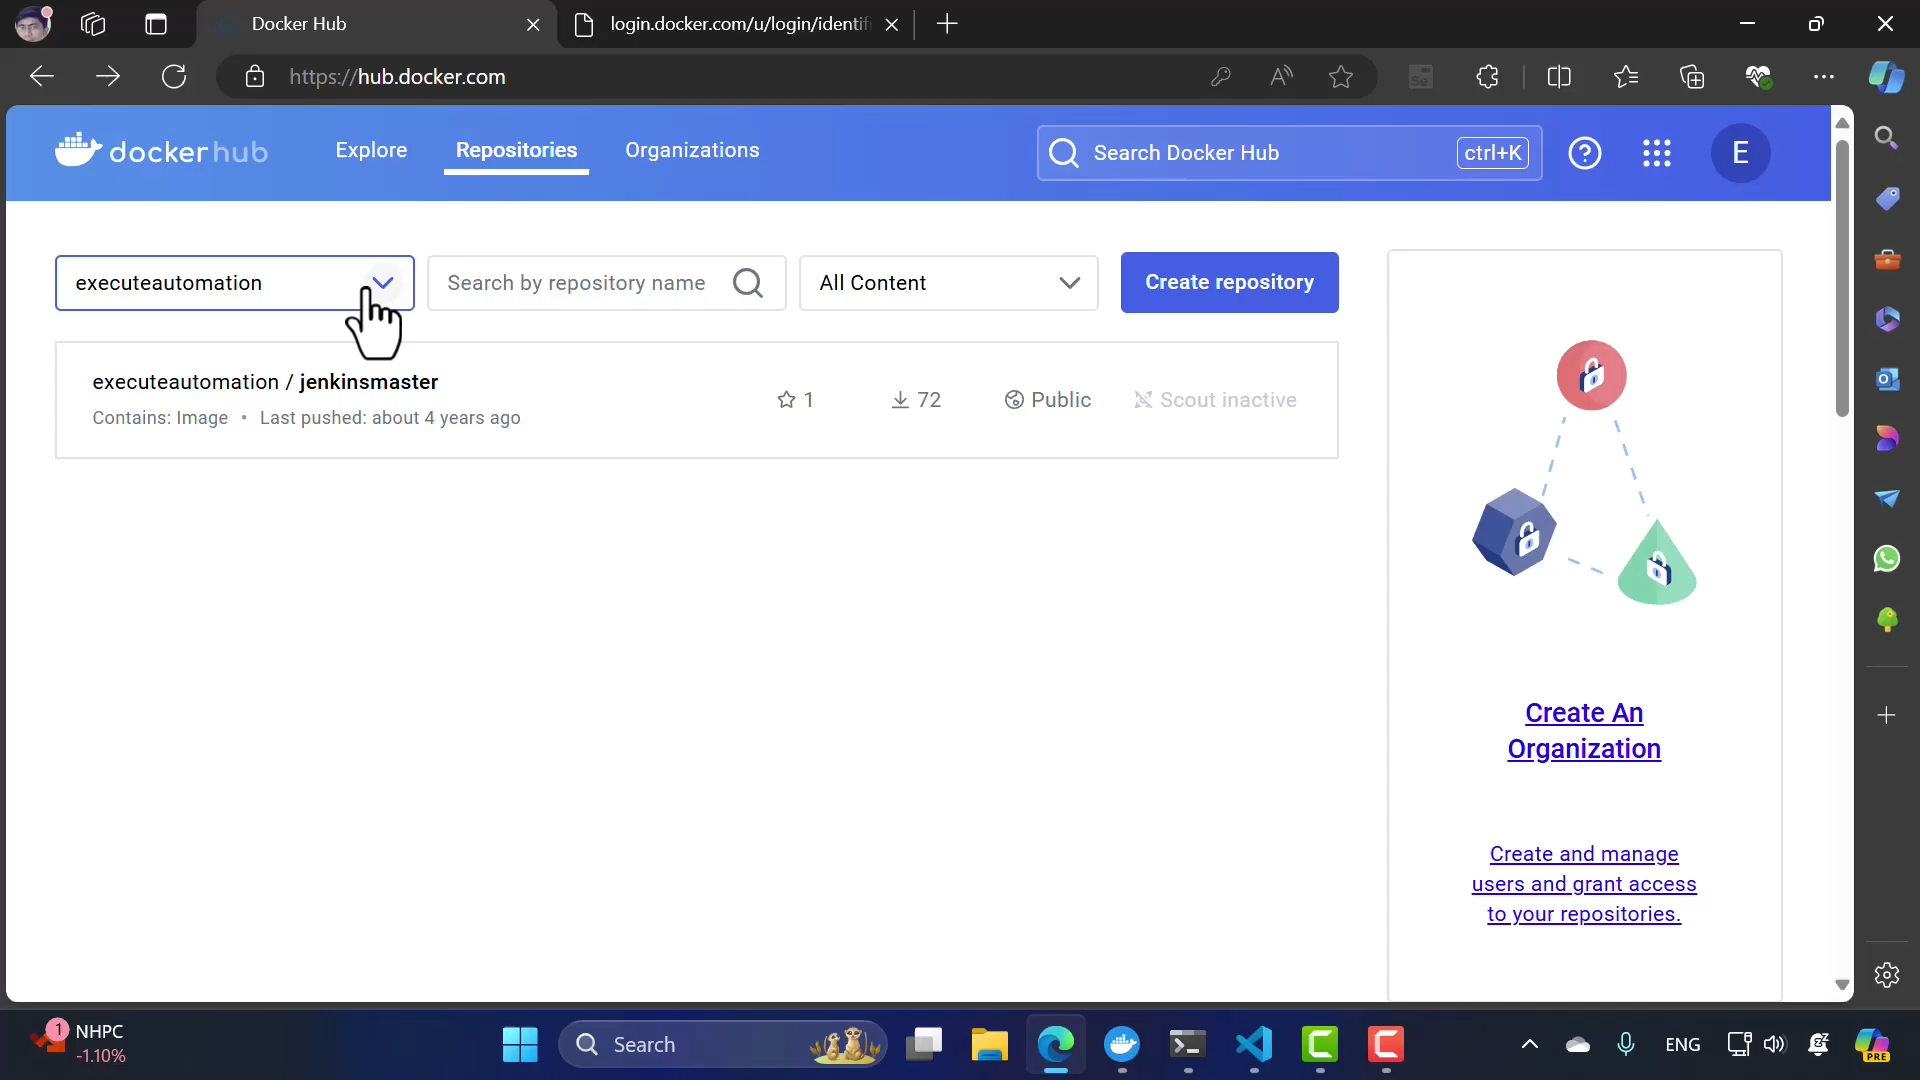 Docker Hub
login.docker.com/u/login/identif
https://hub.docker.com
docker hub
Explore
Repositories
Organizations
Search Docker Hub
ctrl+K
E
executeautomation
Search by repository name
All Content
Create repository
executeautomation / jenkinsmaster
1
72
Public
Scout inactive
Contains: Image • Last pushed: about 4 years ago
Create An
Organization
Create and manage
users and grant access
to your repositories.
1
NHPC
-1.10%
Search
ENG
PRE